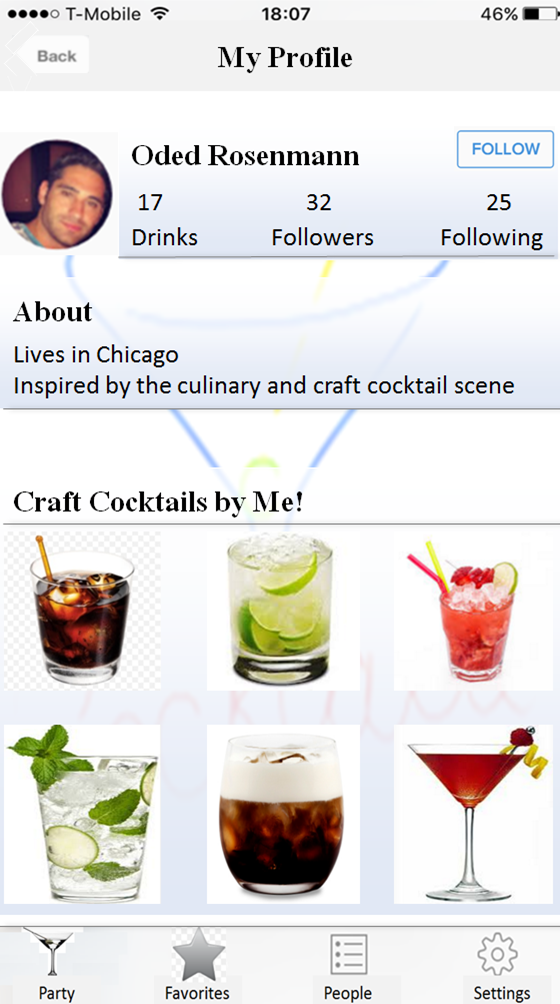 T-Mobile 18:07 46%
Back My Profile
Oded Rosenmann FOLLOW
17 32 25
Drinks Followers Following
About
Lives in Chicago
Inspired by the culinary and craft cocktail scene
Craft Cocktails by Me!
Party Favorites People Settings